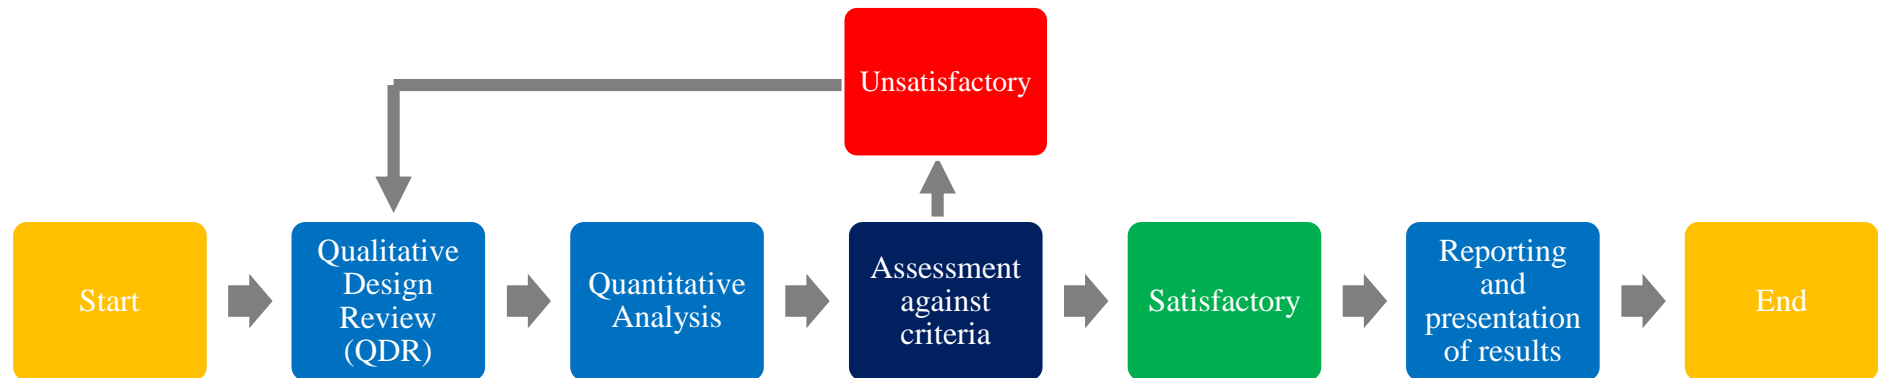 Unsatisfactory
Start
Qualitative
Design
Review
(QDR)
Quantitative
Analysis
Assessment
against
criteria
Satisfactory
Reporting
and
presentation
of results
End